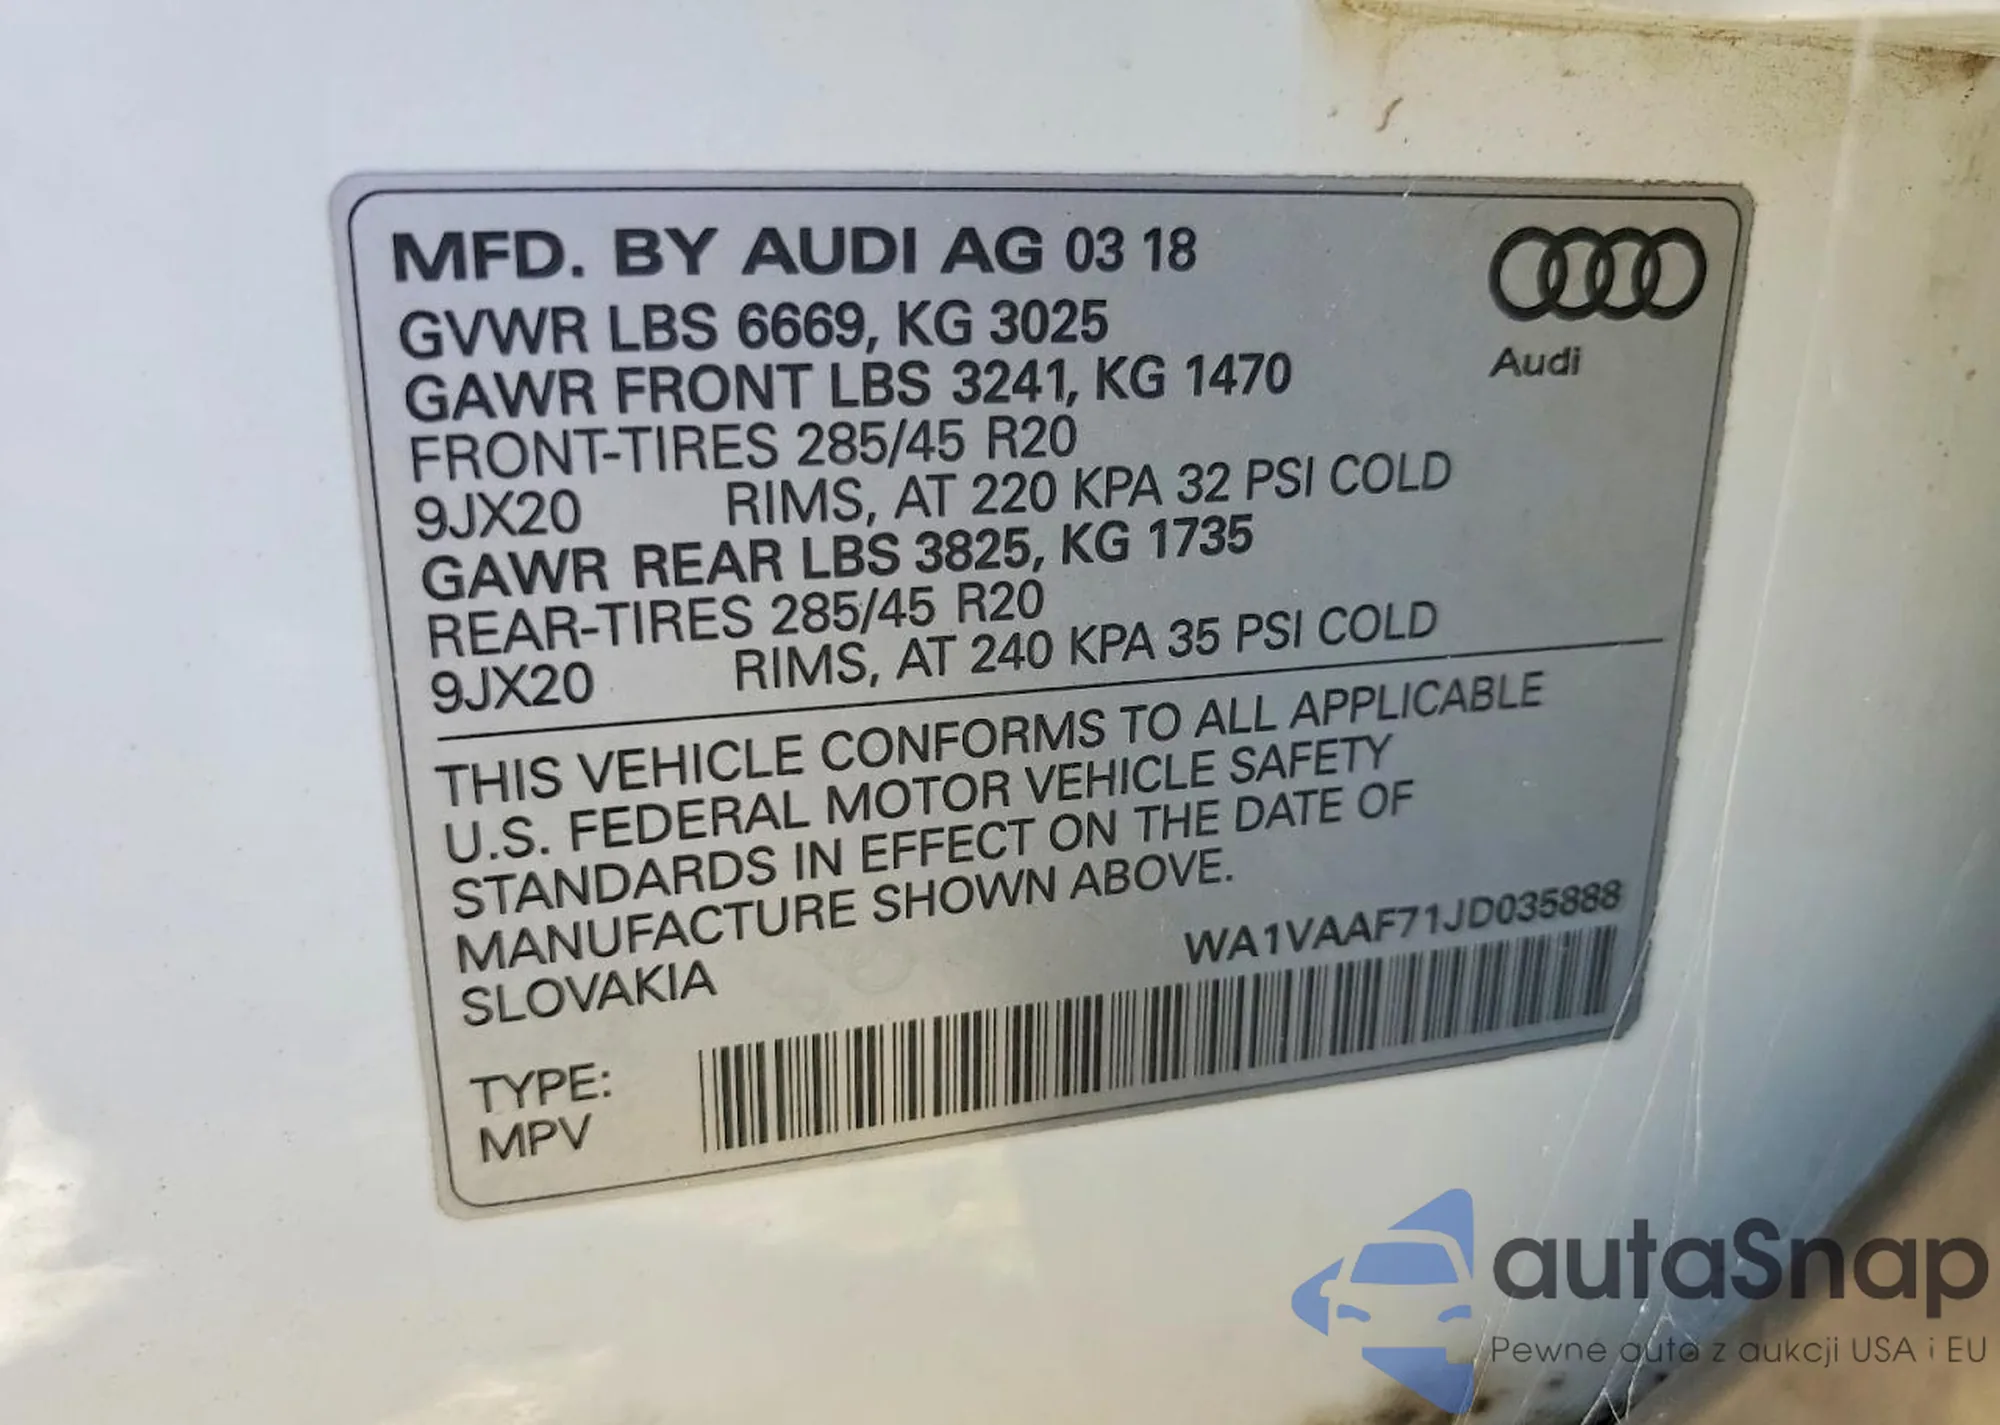 MFD. BY AUDI AG 03 18
GVWR LBS 6669, KG 3025
GAWR FRONT LBS 3241, KG 1470
FRONT-TIRES 285/45 R20
9JX20 RIMS, AT 220 KPA 32 PSI COLD
GAWR REAR LBS 3825, KG 1735
REAR-TIRES 285/45 R20
9JX20 RIMS, AT 240 KPA 35 PSI COLD
Audi
THIS VEHICLE CONFORMS TO ALL APPLICABLE
U.S. FEDERAL MOTOR VEHICLE SAFETY
STANDARDS IN EFFECT ON THE DATE OF
MANUFACTURE SHOWN ABOVE.
SLOVAKIA
WA1VAAF71JD035888
TYPE:
MPV
autaSnap
Pewne auta z aukcji USA i EU